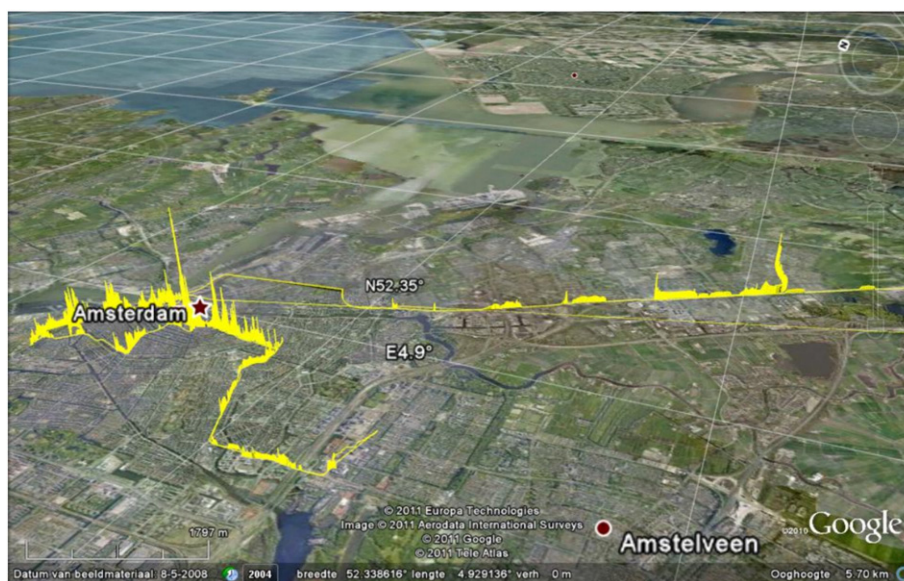 N
N52.35°
Amsterdam
E4.9°
© 2011 Europa Technologies
Image © 2011 Aerodata International Surveys
© 2011 Google
© 2011 Tele Atlas
©2010 Google
1797 m
Amstelveen
Datum van beeldmateriaal 8-5-2008 2004 breedte 52.338616° lengte 4.929136° verh 0 m Ooghoogte 5.70 km